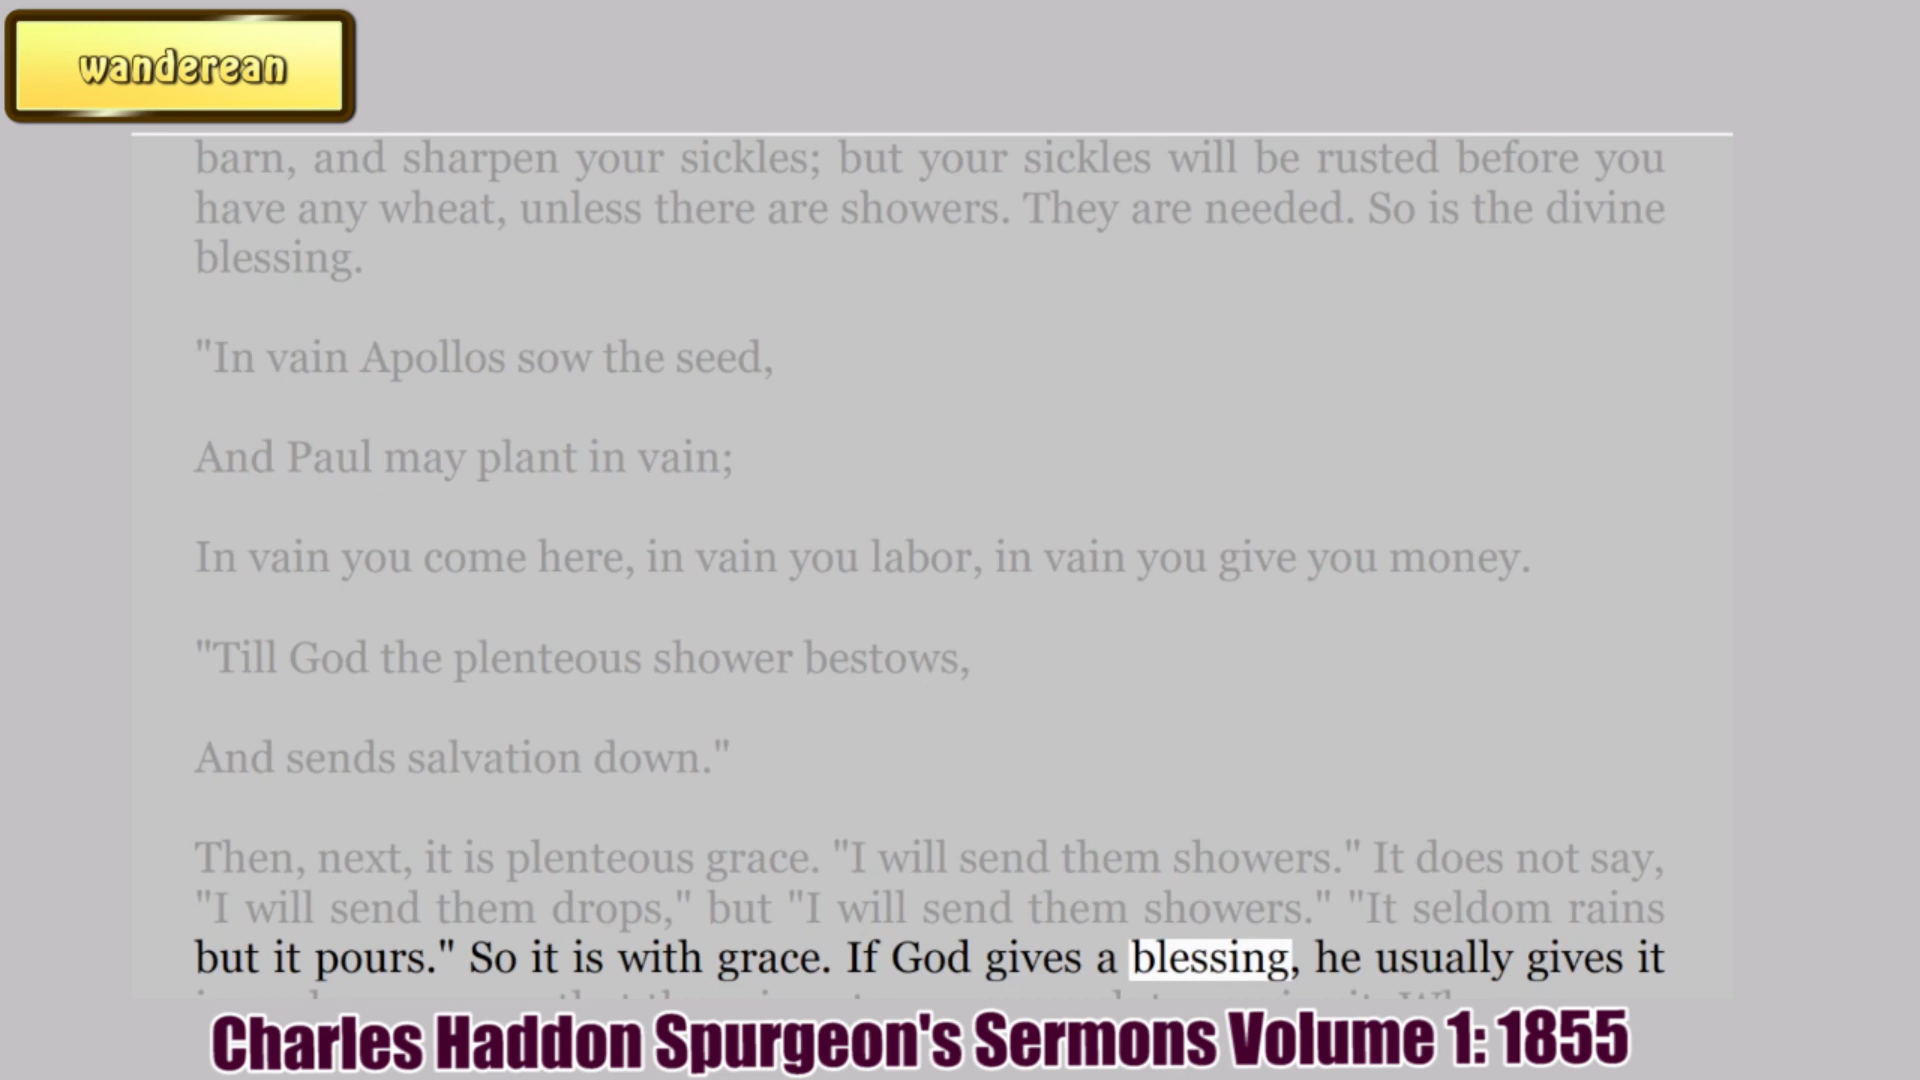 wanderean
barn, and sharpen your sickles; but your sickles will be rusted before you
have any wheat, unless there are showers. They are needed. So is the divine
blessing.
"In vain Apollos sow the seed,
And Paul may plant in vain;
In vain you come here, in vain you labor, in vain you give you money.
"Till God the plenteous shower bestows,
And sends salvation down."
Then, next, it is plenteous grace. "I will send them showers." It does not say,
"I will send them drops," but "I will send them showers." "It seldom rains
but it pours." So it is with grace. If God gives a blessing, he usually gives it
Charles Haddon Spurgeon's Sermons Volume 1: 1855